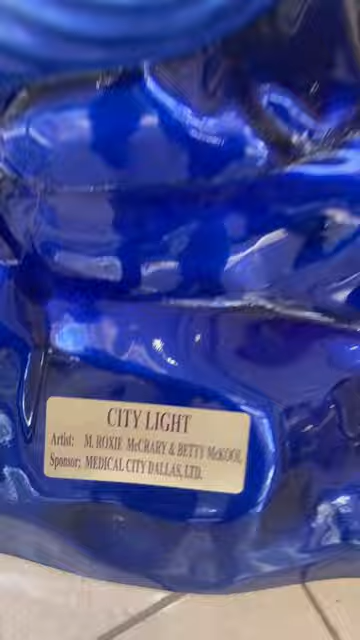 CITY LIGHT
Artist: M. ROXIE McCRARY & BETTY McKOOL
Sponsor: MEDICAL CITY DALLAS, LTD.